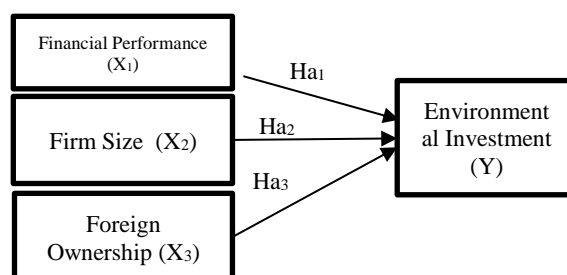 Financial Performance
(X₁)
Ha₁
Firm Size (X₂)
Ha₂
Environment
al Investment
(Y)
Ha₃
Foreign
Ownership (X₃)